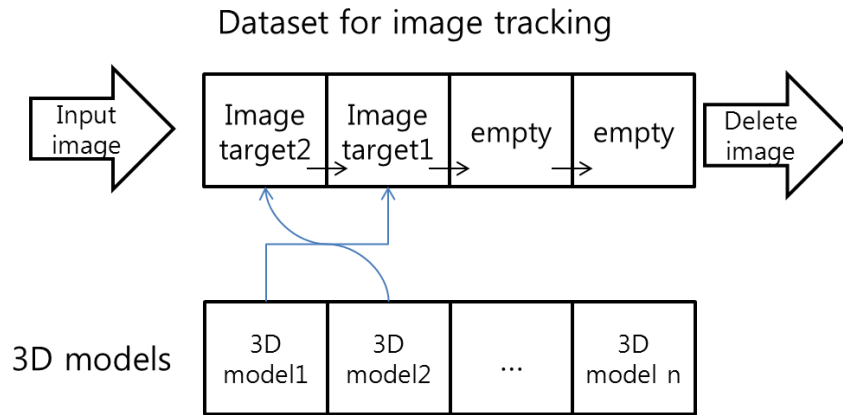 Dataset for image tracking
Input
image
Image
target2
Image
target1
empty
empty
Delete
image
3D models
3D
model1
3D
model2
...
3D
model n